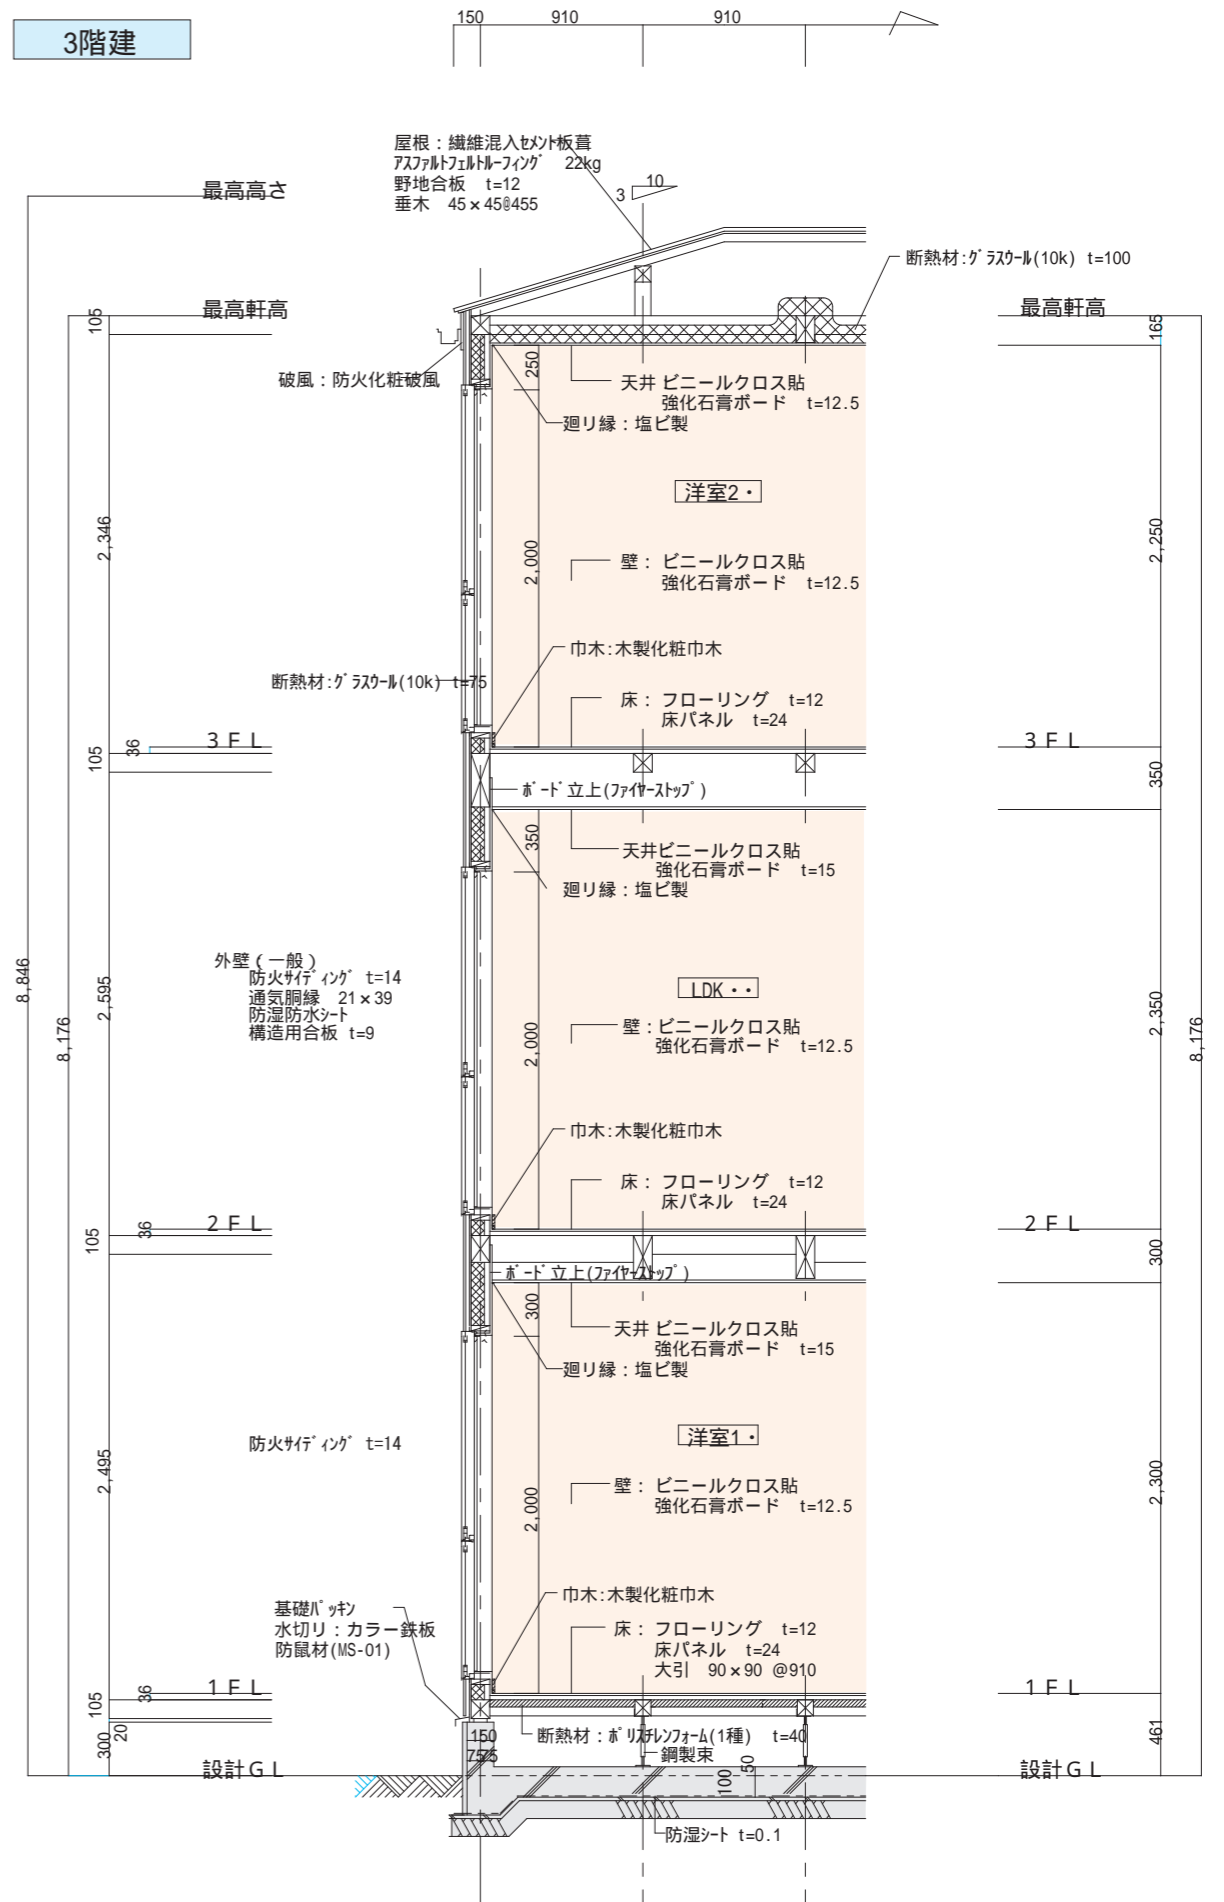 3階建
150 910 910
屋根：繊維混入ｾﾒﾝﾄ板葺
ｱｽﾌｧﾙﾄﾌｪﾙﾄﾙｰﾌｨﾝｸﾞ 22kg
野地合板 t=12
垂木 45×45@455
10
3
最高高さ
断熱材:ｸﾞﾗｽｳｰﾙ(10k) t=100
最高軒高
最高軒高
105
165
破風：防火化粧破風
250
天井 ビニールクロス貼
強化石膏ボード t=12.5
廻リ縁：塩ビ製
洋室2・
2,346
2,000
2,250
壁： ビニールクロス貼
強化石膏ボード t=12.5
巾木:木製化粧巾木
断熱材:ｸﾞﾗｽｳｰﾙ(10k) t=75
床： フローリング t=12
床パネル t=24
3ＦＬ
3ＦＬ
36
105
350
ﾎﾞｰﾄﾞ立上(ﾌｧｲﾔｰｽﾄｯﾌﾟ)
350
天井ビニールクロス貼
強化石膏ボード t=15
廻リ縁：塩ビ製
外壁（一般）
防火ｻｲﾃﾞｨﾝｸﾞ t=14
通気胴縁 21×39
防湿防水ｼｰﾄ
構造用合板 t=9
8,846
8,176
2,595
LDK・・
2,000
2,350
8,176
壁：ビニールクロス貼
強化石膏ボード t=12.5
巾木:木製化粧巾木
床： フローリング t=12
床パネル t=24
2ＦＬ
2ＦＬ
36
105
300
ﾎﾞｰﾄﾞ立上(ﾌｧｲﾔｰｽﾄｯﾌﾟ)
300
天井 ビニールクロス貼
強化石膏ボード t=15
廻リ縁：塩ビ製
洋室1・
防火ｻｲﾃﾞｨﾝｸﾞ t=14
2,495
2,000
2,300
壁： ビニールクロス貼
強化石膏ボード t=12.5
巾木:木製化粧巾木
基礎ﾊﾟｯｷﾝ
水切リ：カラー鉄板
防鼠材(MS-01)
床： フローリング t=12
床パネル t=24
大引 90×90 @910
1ＦＬ
1ＦＬ
36
105
20
300
461
150
75 75
断熱材：ﾎﾟﾘｽﾁﾚﾝﾌｫｰﾑ(1種) t=40
鋼製束
設計ＧＬ
設計ＧＬ
50
100
防湿ｼｰﾄ t=0.1